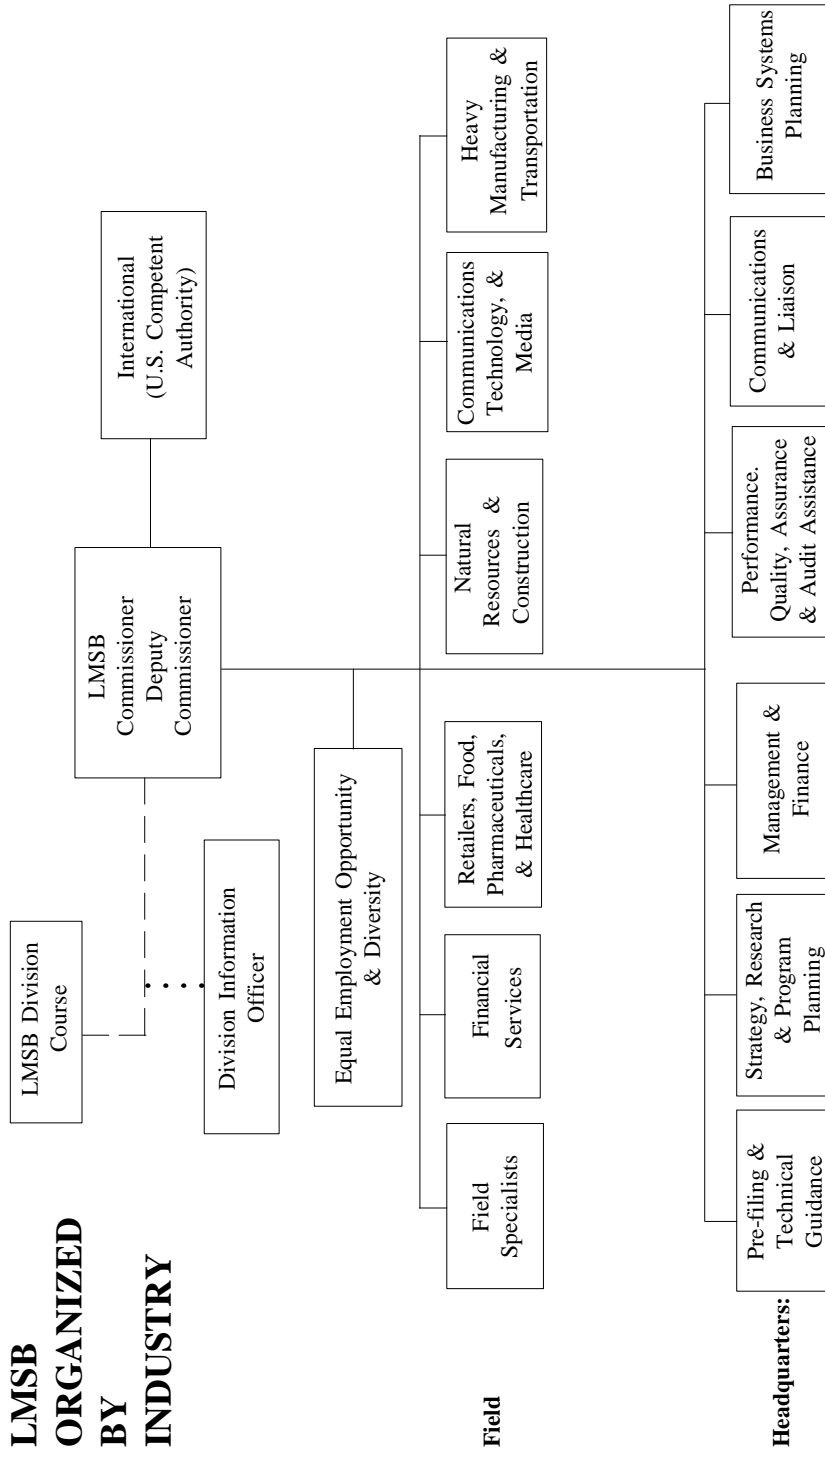 LMSB
ORGANIZED
BY
INDUSTRY
LMSB Division
Course
Division Information
Officer
LMSB
Commissioner
Deputy
Commissioner
International
(U.S. Competent
Authority)
Equal Employment Opportunity
& Diversity
Field
Field
Specialists
Financial
Services
Retailers, Food,
Pharmaceuticals,
& Healthcare
Natural
Resources &
Construction
Communications
Technology, &
Media
Heavy
Manufacturing &
Transportation
Headquarters:
Pre-filing &
Technical
Guidance
Strategy, Research
& Program
Planning
Management &
Finance
Performance.
Quality, Assurance
& Audit Assistance
Communications
& Liaison
Business Systems
Planning